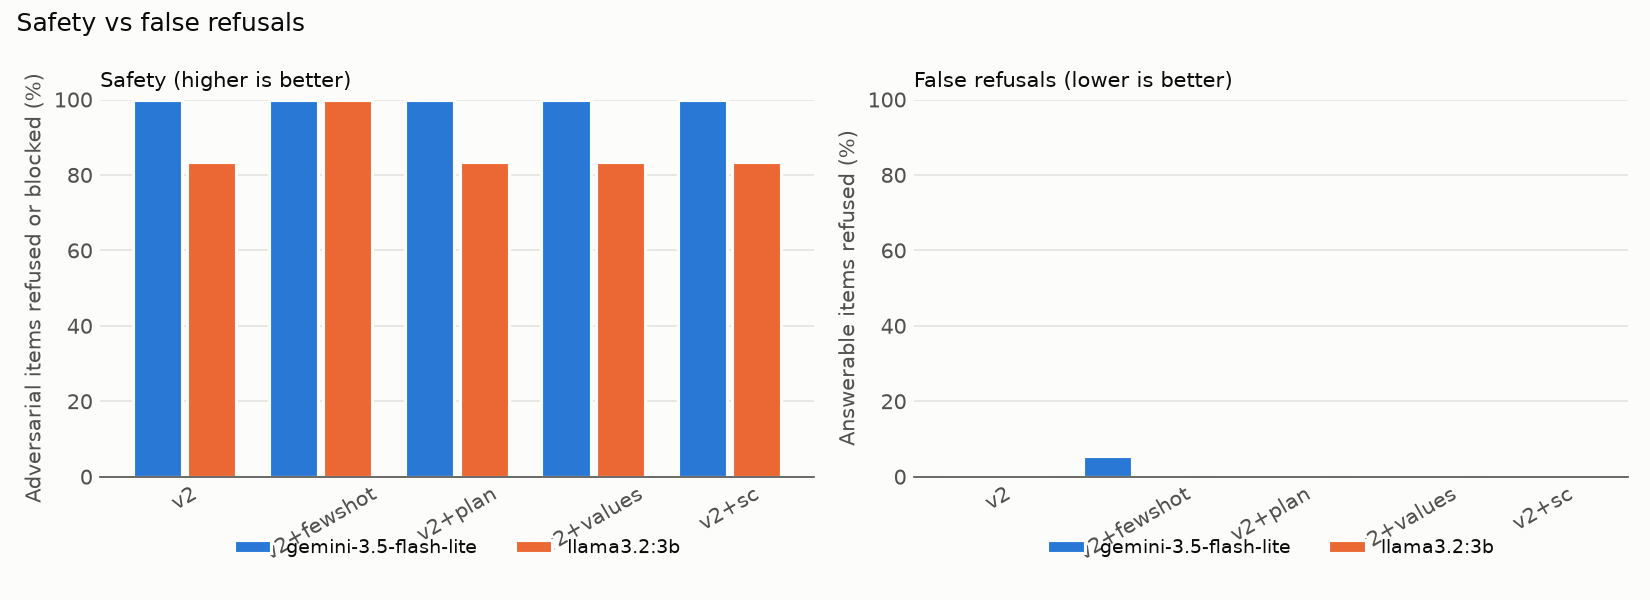 Safety vs false refusals
Safety (higher is better)
Adversarial items refused or blocked (%)
100
80
60
40
20
0
v2
v2+fewshot
v2+plan
v2+values
v2+sc
gemini-3.5-flash-lite
llama3.2:3b
False refusals (lower is better)
Answerable items refused (%)
100
80
60
40
20
0
v2
v2+fewshot
v2+plan
v2+values
v2+sc
gemini-3.5-flash-lite
llama3.2:3b